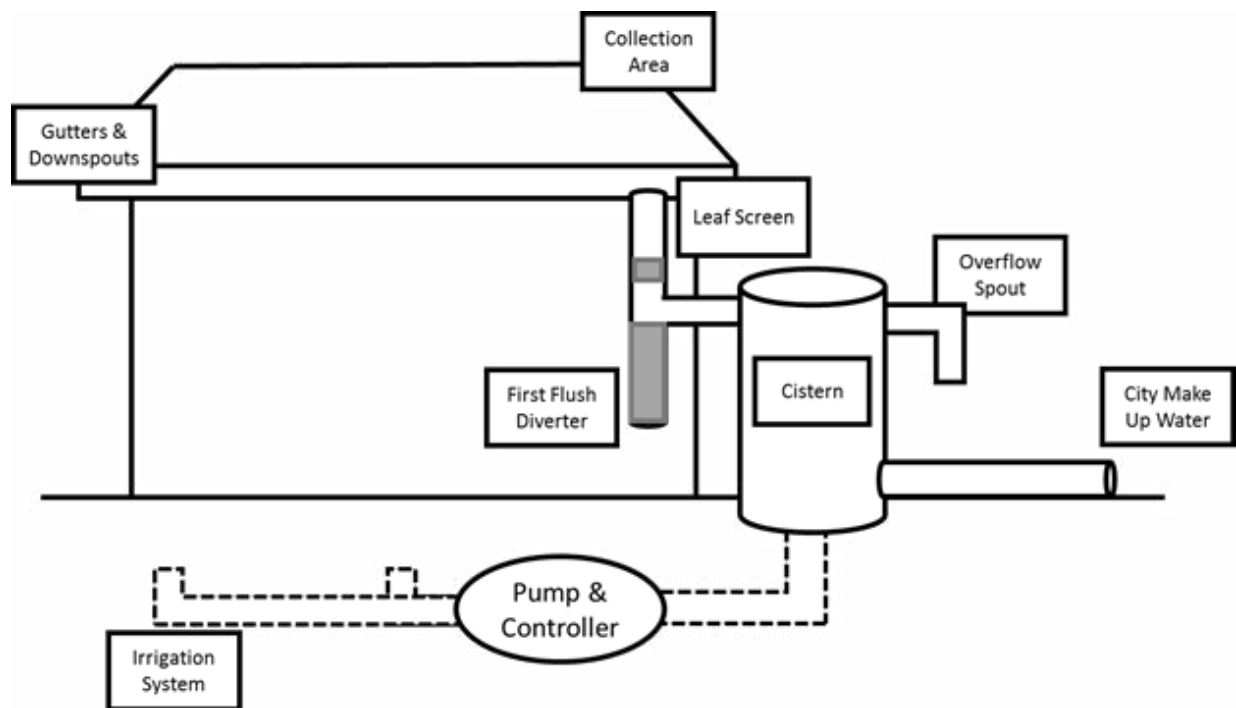 Collection
Area
Gutters &
Downspouts
Leaf Screen
Overflow
Spout
First Flush
Diverter
Cistern
City Make
Up Water
Pump &
Controller
Irrigation
System